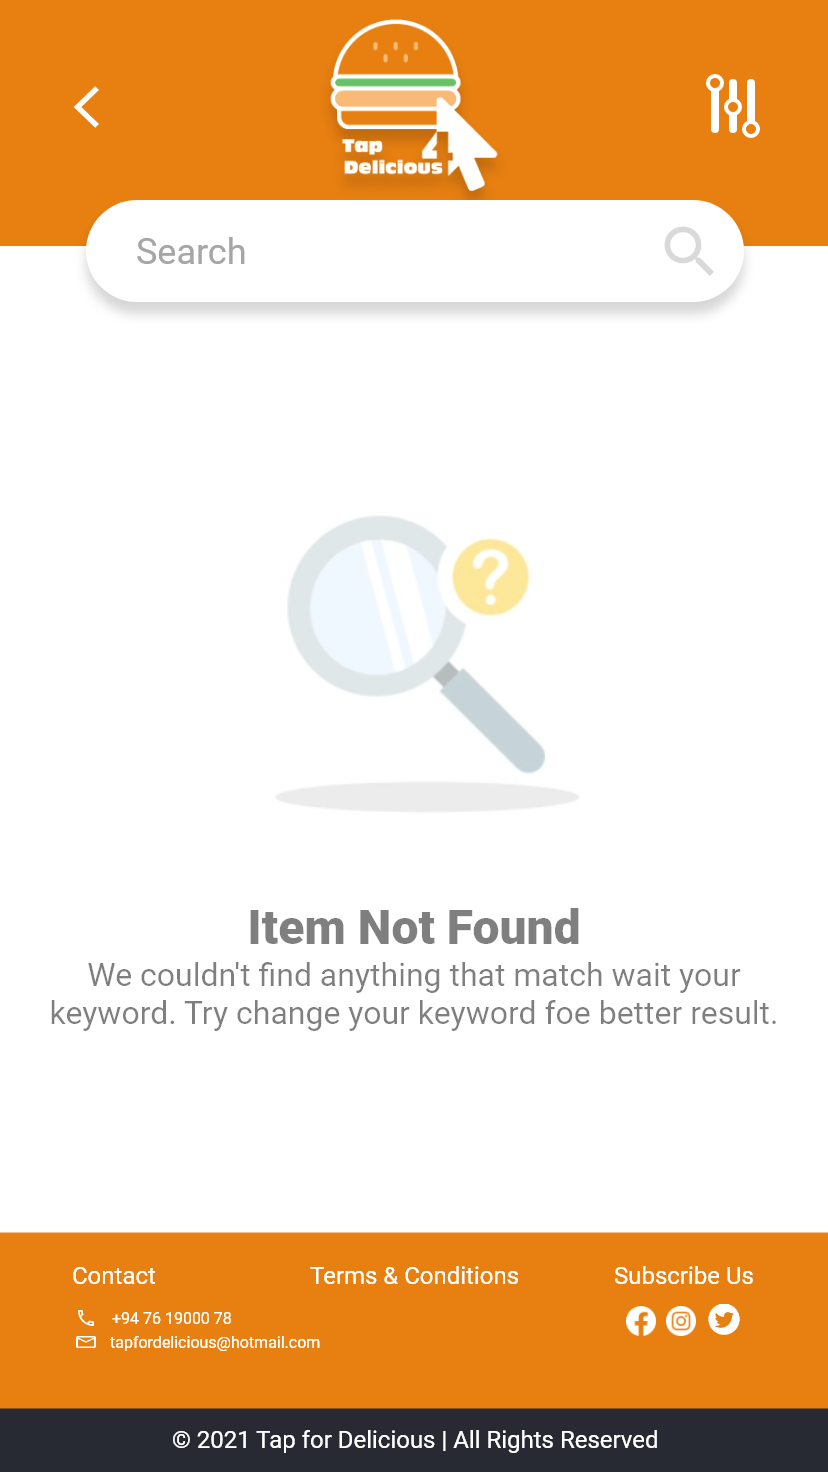 Tap 4
Delicious
Search
?
Item Not Found
We couldn't find anything that match wait your
keyword. Try change your keyword foe better result.
Contact
Terms & Conditions
Subscribe Us
+94 76 19000 78
tapfordelicious@hotmail.com
© 2021 Tap for Delicious | All Rights Reserved